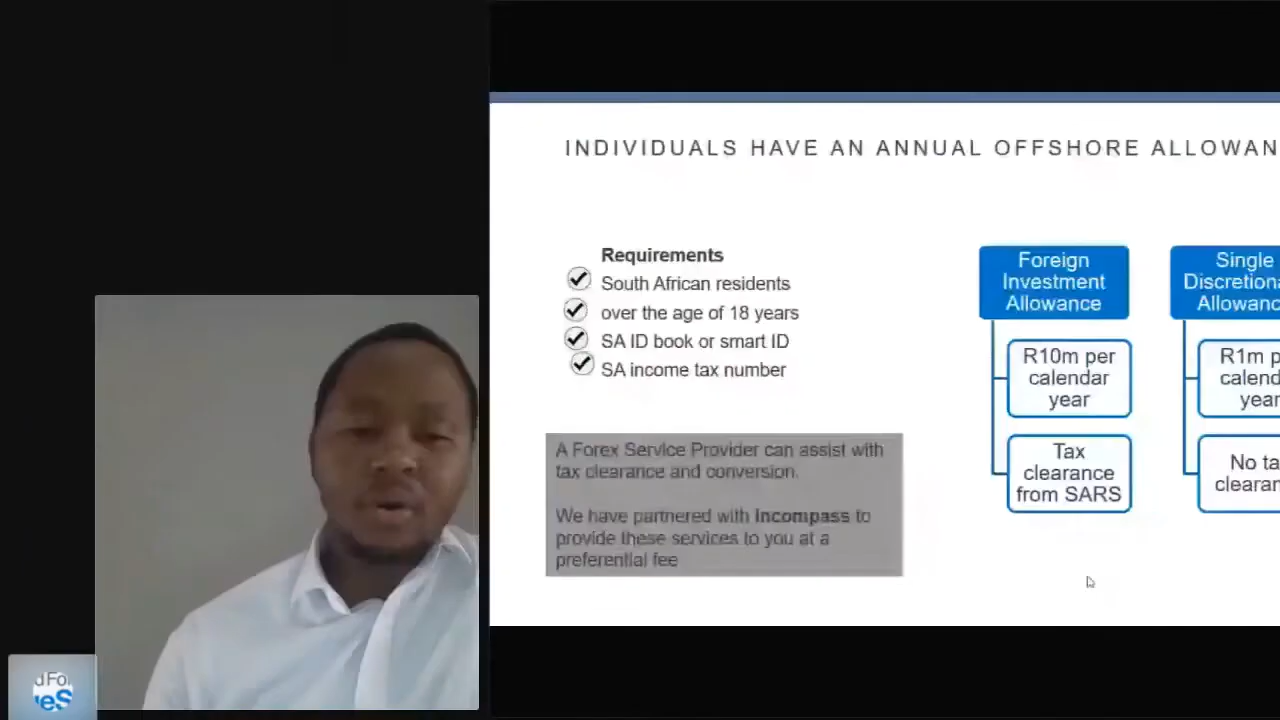 INDIVIDUALS HAVE AN ANNUAL OFFSHORE ALLOWAN
Requirements
South African residents
over the age of 18 years
SA ID book or smart ID
SA income tax number
A Forex Service Provider can assist with
tax clearance and conversion.
We have partnered with Incompass to
provide these services to you at a
preferential fee
Foreign
Investment
Allowance
R10m per
calendar
year
Tax
clearance
from SARS
Single
Discretiona
Allowanc
R1m p
calend
year
No ta
clearan
d Fo
eS